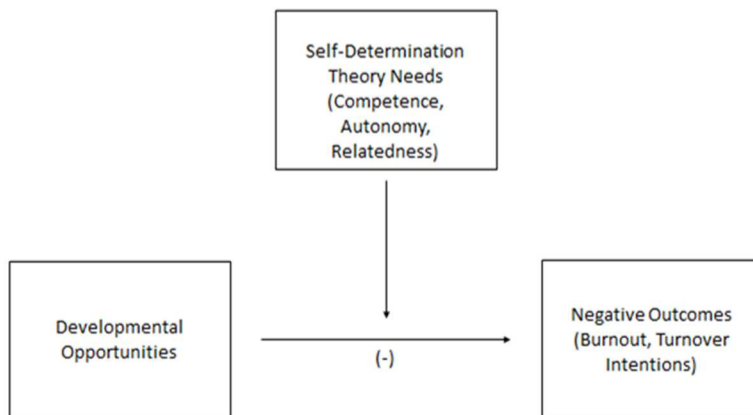 Self-Determination
Theory Needs
(Competence,
Autonomy,
Relatedness)
Developmental
Opportunities
(-)
Negative Outcomes
(Burnout, Turnover
Intentions)